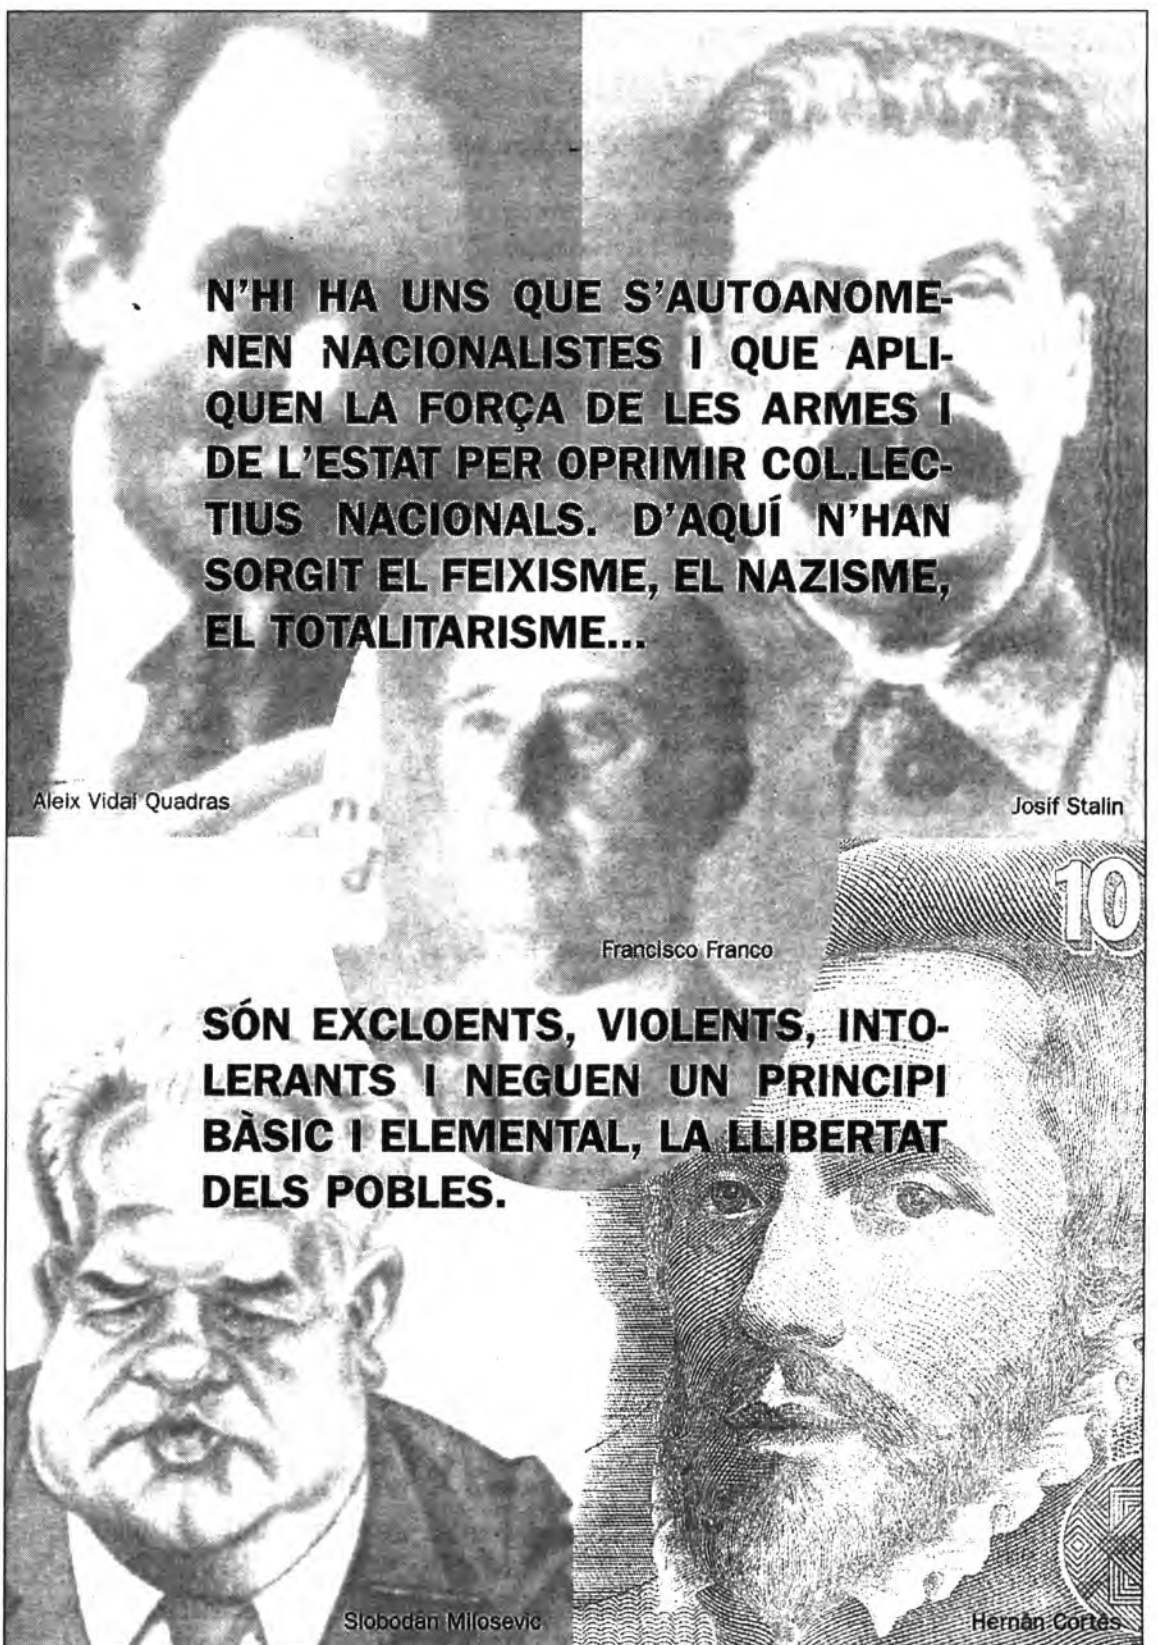 N'HI HA UNS QUE S'AUTOANOME-
NEN NACIONALISTES I QUE APLI-
QUEN LA FORÇA DE LES ARMES I
DE L'ESTAT PER OPRIMIR COL.LEC-
TIUS NACIONALS. D'AQUÍ N'HAN
SORGIT EL FEIXISME, EL NAZISME,
EL TOTALITARISME...
Aleix Vidal Quadras
Josif Stalin
10
Francisco Franco
SÓN EXCLOENTS, VIOLENTS, INTO-
LERANTS I NEGUEN UN PRINCIPI
BÀSIC I ELEMENTAL, LA LLIBERTAT
DELS POBLES.
Slobodan Milosevic
Hernán Cortés